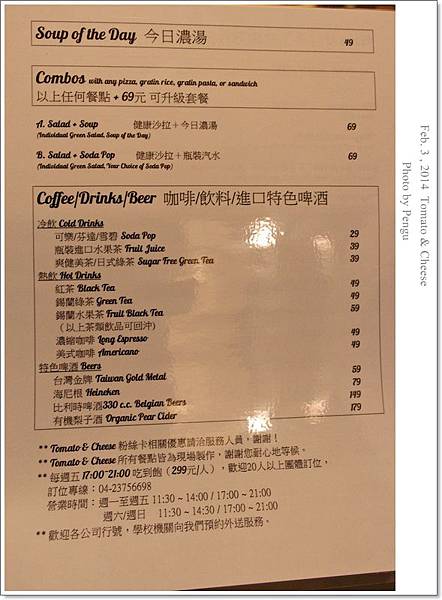 Soup of the Day 今日濃湯 49
Combos with any pizza, gratin rice, gratin pasta, or sandwich
以上任何餐點 + 69元 可升級套餐
A. Salad + Soup 健康沙拉 + 今日濃湯 69
(Individual Green Salad, Soup of the Day)
B. Salad + Soda Pop 健康沙拉 + 瓶裝汽水 69
(Individual Green Salad, Your Choice of Soda Pop)
Coffee/Drinks/Beer 咖啡/飲料/進口特色啤酒
冷飲 Cold Drinks
可樂/芬達/雪碧 Soda Pop 29
瓶裝進口水果茶 Fruit Juice 39
爽健美茶/日式綠茶 Sugar Free Green Tea 39
熱飲 Hot Drinks
紅茶 Black Tea 49
錫蘭綠茶 Green Tea 49
錫蘭水果茶 Fruit Black Tea 59
(以上茶類飲品可回沖)
濃縮咖啡 Long Espresso 49
美式咖啡 Americano 49
特色啤酒 Beers
台灣金牌 Taiwan Gold Metal 59
海尼根 Heineken 79
比利時啤酒330 c.c. Belgian Beers 149
有機梨子酒 Organic Pear Cider 179
** Tomato & Cheese 粉絲卡相關優惠請洽服務人員，謝謝！
** Tomato & Cheese 所有餐點皆為現場製作，謝謝您耐心地等候。
** 每週五 17:00~21:00 吃到飽（299元/人），歡迎20人以上團體訂位，
訂位專線：04-23756698
營業時間：週一至週五 11:30 ~ 14:00 / 17:00 ~ 21:00
週六/週日 11:30 ~ 14:30 / 17:00 ~ 21:00
** 歡迎各公司行號，學校機關向我們預約外送服務。
Feb. 3 , 2014 Tomato & Cheese
Photo by Pengu